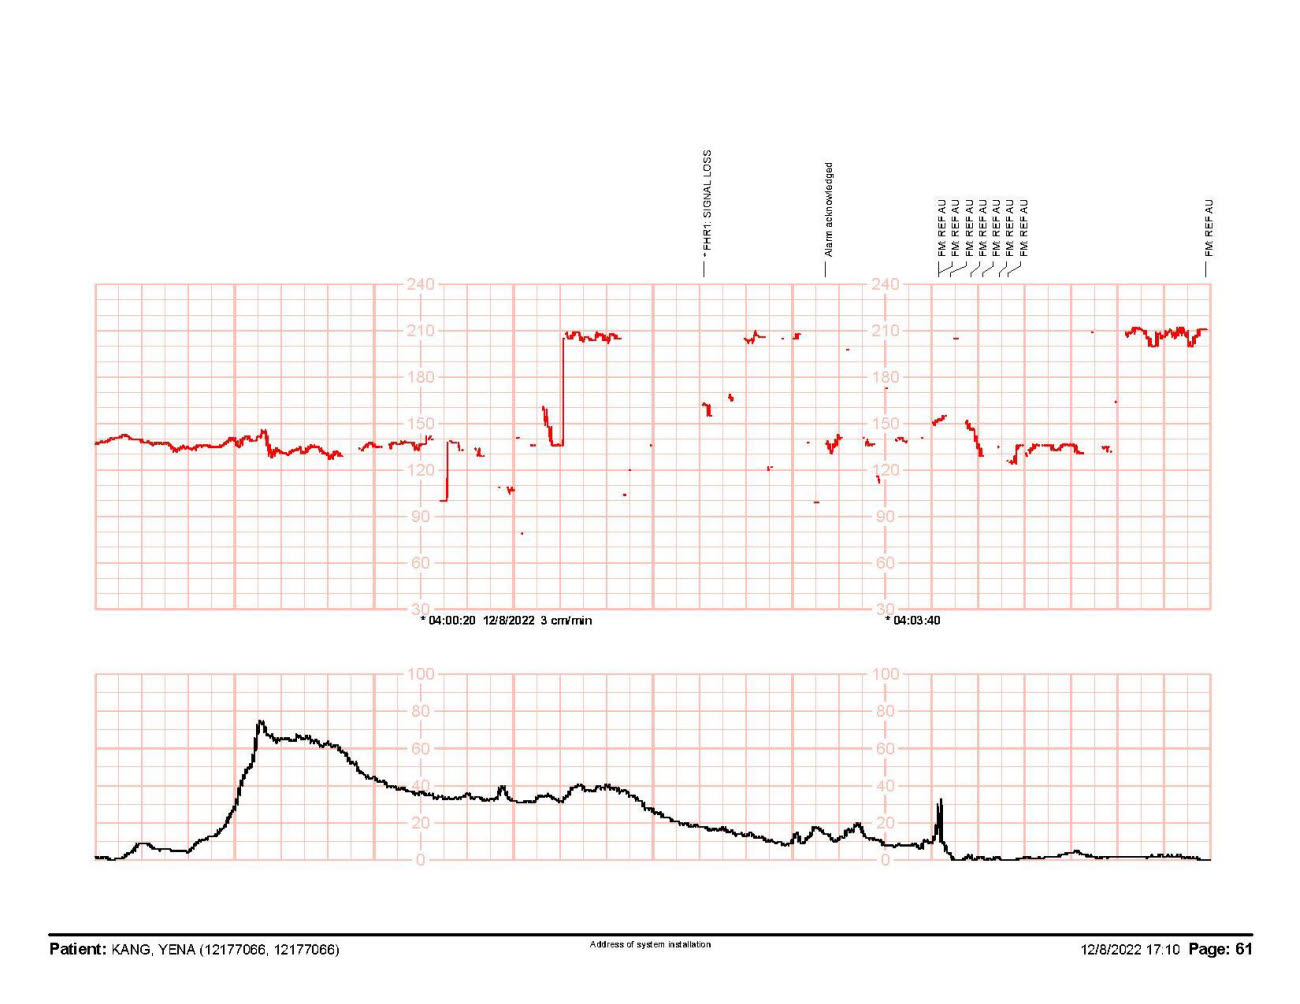 * FHR1: SIGNAL LOSS
Alarm acknowledged
FM: REF AU
FM: REF AU
FM: REF AU
FM: REF AU
FM: REF AU
FM: REF AU
FM: REF AU
FM: REF AU
240 240
210 210
180 180
150 150
120 120
90 90
60 60
30 30
* 04:00:20 12/8/2022 3 cm/min * 04:03:40
100 100
80 80
60 60
40 40
20 20
0 0
Patient: KANG, YENA (12177066, 12177066) Address of system installation 12/8/2022 17:10 Page: 61